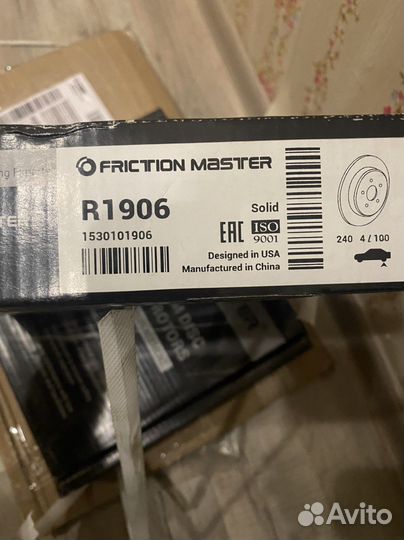 FRICTION MASTER
R1906
1530101906
Solid
EAC
ISO
9001
Designed in USA
Manufactured in China
240 4/100
Avito